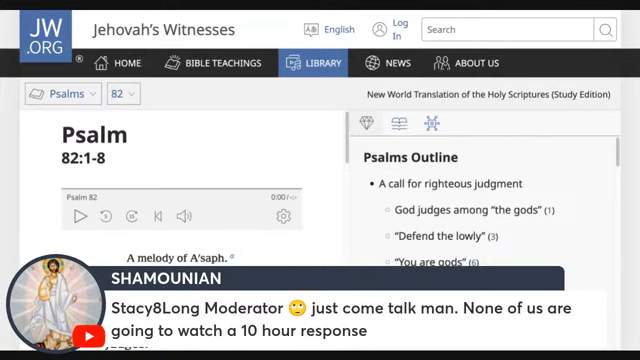 JW
.ORG
®
Jehovah's Witnesses
English
Log
In
Search
HOME
BIBLE TEACHINGS
LIBRARY
NEWS
ABOUT US
Psalms
82
New World Translation of the Holy Scriptures (Study Edition)
Psalm
82:1-8
Psalm 82
0:00 / -:-
5
15
A melody of A′saph.
Psalms Outline
A call for righteous judgment
God judges among “the gods” (1)
“Defend the lowly” (3)
“You are gods” (6)
SHAMOUNIAN
Stacy8Long Moderator 🙄 just come talk man. None of us are
going to watch a 10 hour response